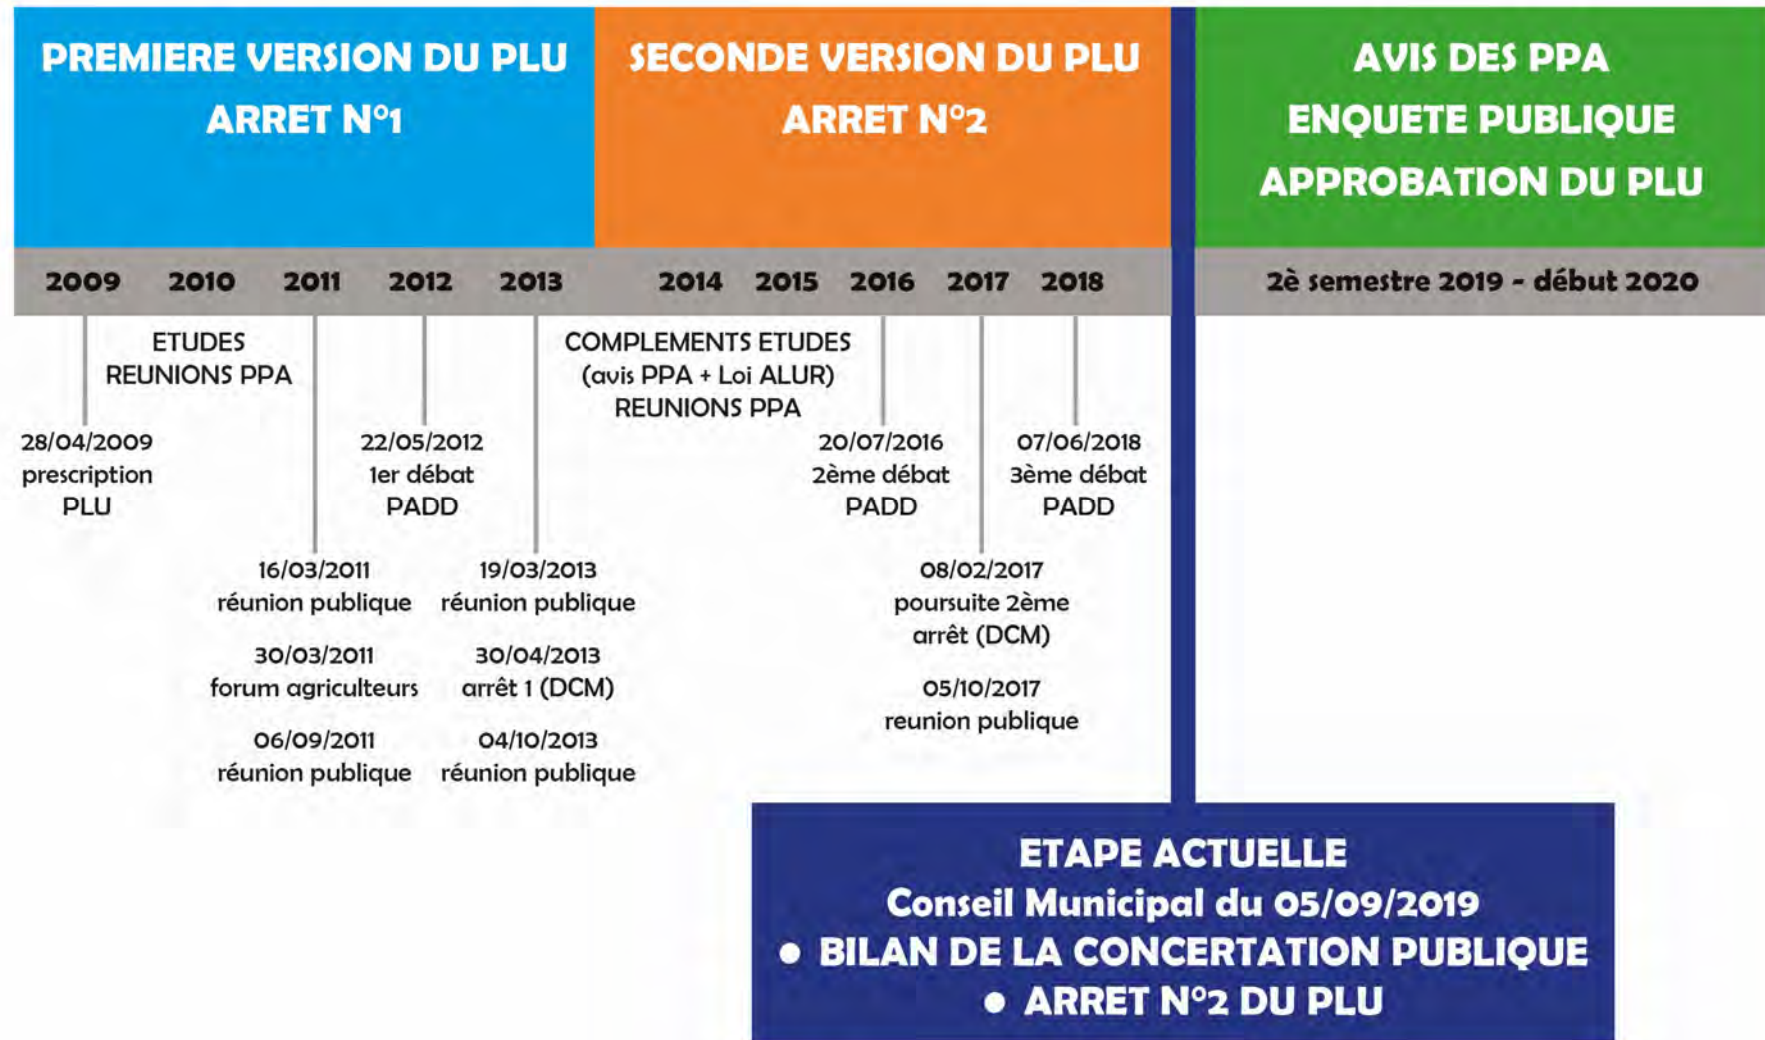 PREMIERE VERSION DU PLU
ARRET N°1
SECONDE VERSION DU PLU
ARRET N°2
AVIS DES PPA
ENQUETE PUBLIQUE
APPROBATION DU PLU
2009 2010 2011 2012 2013 2014 2015 2016 2017 2018
2è semestre 2019 - début 2020
ETUDES
REUNIONS PPA
COMPLEMENTS ETUDES
(avis PPA + Loi ALUR)
REUNIONS PPA
28/04/2009
prescription
PLU
22/05/2012
1er débat
PADD
20/07/2016
2ème débat
PADD
07/06/2018
3ème débat
PADD
16/03/2011
réunion publique
30/03/2011
forum agriculteurs
06/09/2011
réunion publique
19/03/2013
réunion publique
30/04/2013
arrêt 1 (DCM)
04/10/2013
réunion publique
08/02/2017
poursuite 2ème
arrêt (DCM)
05/10/2017
reunion publique
ETAPE ACTUELLE
Conseil Municipal du 05/09/2019
● BILAN DE LA CONCERTATION PUBLIQUE
● ARRET N°2 DU PLU